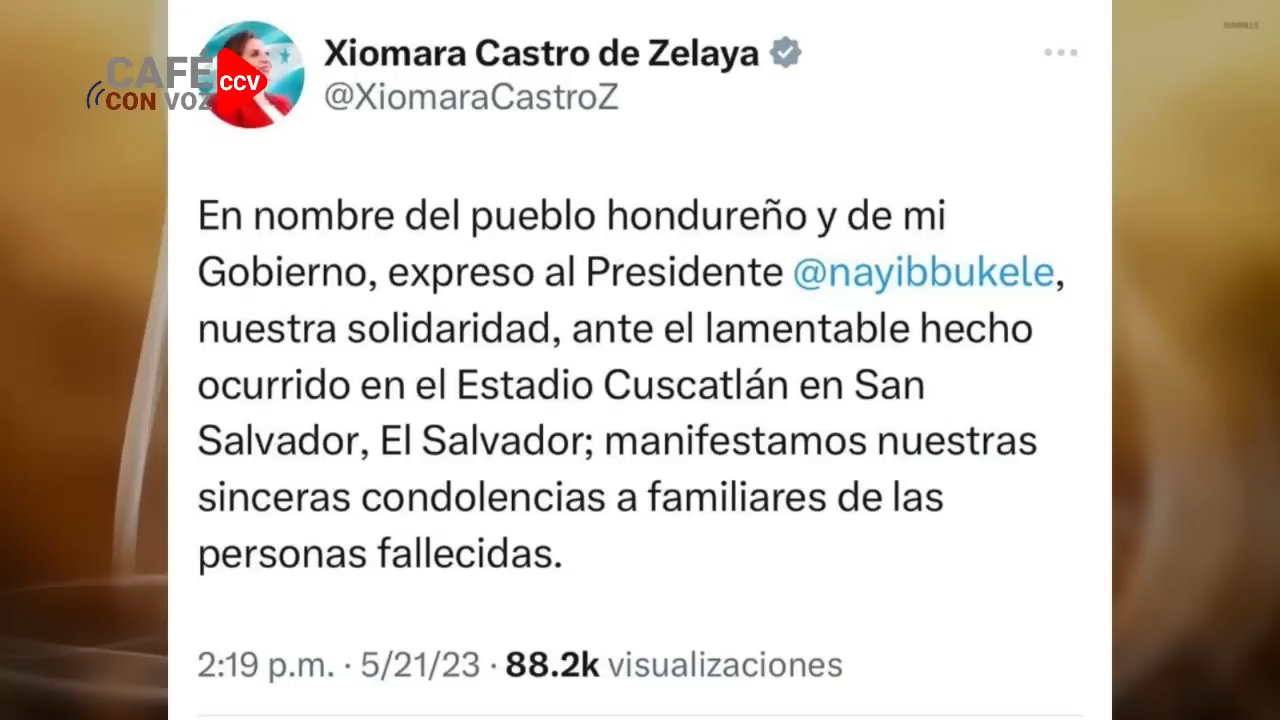 CAFÉ
CON VOZ
CCV
Xiomara Castro de Zelaya
@XiomaraCastroZ
En nombre del pueblo hondureño y de mi
Gobierno, expreso al Presidente @nayibbukele,
nuestra solidaridad, ante el lamentable hecho
ocurrido en el Estadio Cuscatlán en San
Salvador, El Salvador; manifestamos nuestras
sinceras condolencias a familiares de las
personas fallecidas.
2:19 p.m. · 5/21/23 · 88.2k visualizaciones